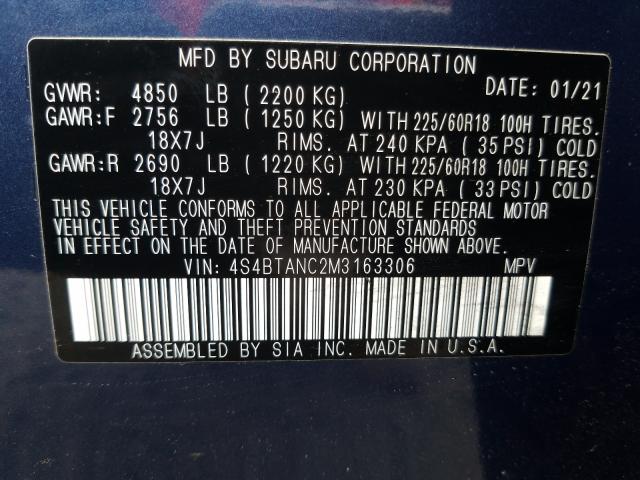 MFD BY SUBARU CORPORATION
GVWR: 4850 LB ( 2200 KG) DATE: 01/21
GAWR:F 2756 LB ( 1250 KG) WITH 225/60R18 100H TIRES.
18X7J RIMS. AT 240 KPA ( 35 PSI) COLD
GAWR:R 2690 LB ( 1220 KG) WITH 225/60R18 100H TIRES.
18X7J RIMS. AT 230 KPA ( 33 PSI) COLD
THIS VEHICLE CONFORMS TO ALL APPLICABLE FEDERAL MOTOR
VEHICLE SAFETY AND THEFT PREVENTION STANDARDS
IN EFFECT ON THE DATE OF MANUFACTURE SHOWN ABOVE.
VIN: 4S4BTANC2M3163306 MPV
ASSEMBLED BY SIA INC. MADE IN U.S.A.